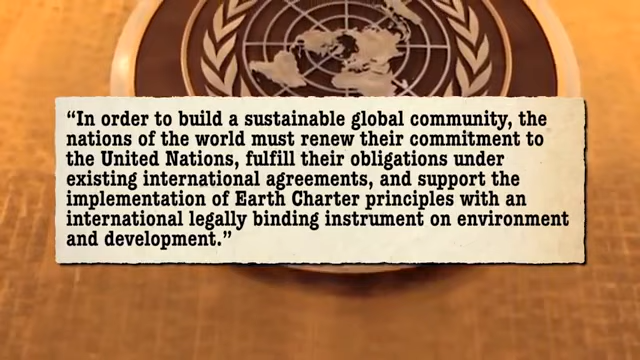 “In order to build a sustainable global community, the
nations of the world must renew their commitment to
the United Nations, fulfill their obligations under
existing international agreements, and support the
implementation of Earth Charter principles with an
international legally binding instrument on environment
and development.”